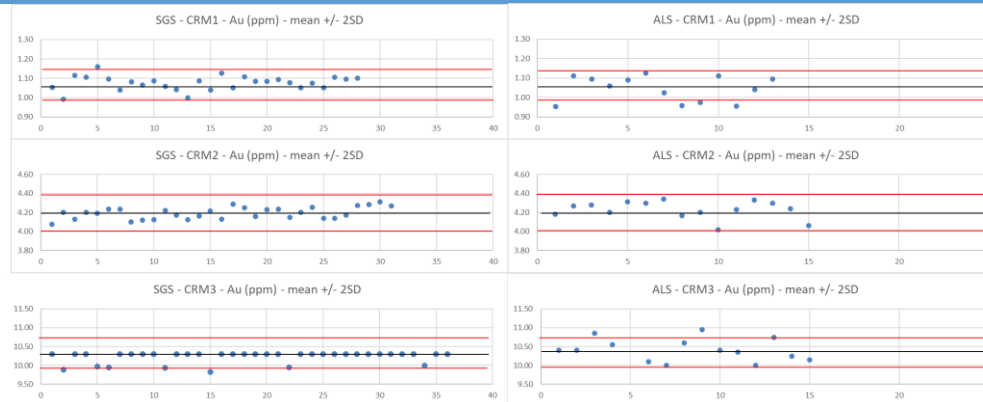 SGS - CRM1 - Au (ppm) - mean +/- 2SD
1.30
1.20
1.10
1.00
0.90
0 5 10 15 20 25 30 35 40
ALS - CRM1 - Au (ppm) - mean +/- 2SD
1.30
1.20
1.10
1.00
0.90
0 5 10 15 20
SGS - CRM2 - Au (ppm) - mean +/- 2SD
4.60
4.40
4.20
4.00
3.80
0 5 10 15 20 25 30 35 40
ALS - CRM2 - Au (ppm) - mean +/- 2SD
4.60
4.40
4.20
4.00
3.80
0 5 10 15 20
SGS - CRM3 - Au (ppm) - mean +/- 2SD
11.50
11.00
10.50
10.00
9.50
0 5 10 15 20 25 30 35 40
ALS - CRM3 - Au (ppm) - mean +/- 2SD
11.50
11.00
10.50
10.00
9.50
0 5 10 15 20